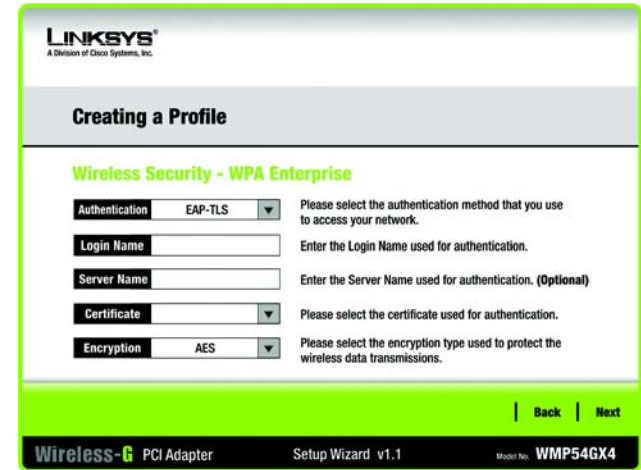 LINKSYS®
A Division of Cisco Systems, Inc.
Creating a Profile
Wireless Security - WPA Enterprise
Authentication EAP-TLS Please select the authentication method that you use
to access your network.
Login Name Enter the Login Name used for authentication.
Server Name Enter the Server Name used for authentication. (Optional)
Certificate Please select the certificate used for authentication.
Encryption AES Please select the encryption type used to protect the
wireless data transmissions.
Back Next
Wireless-G PCI Adapter Setup Wizard v1.1 Model No. WMP54GX4